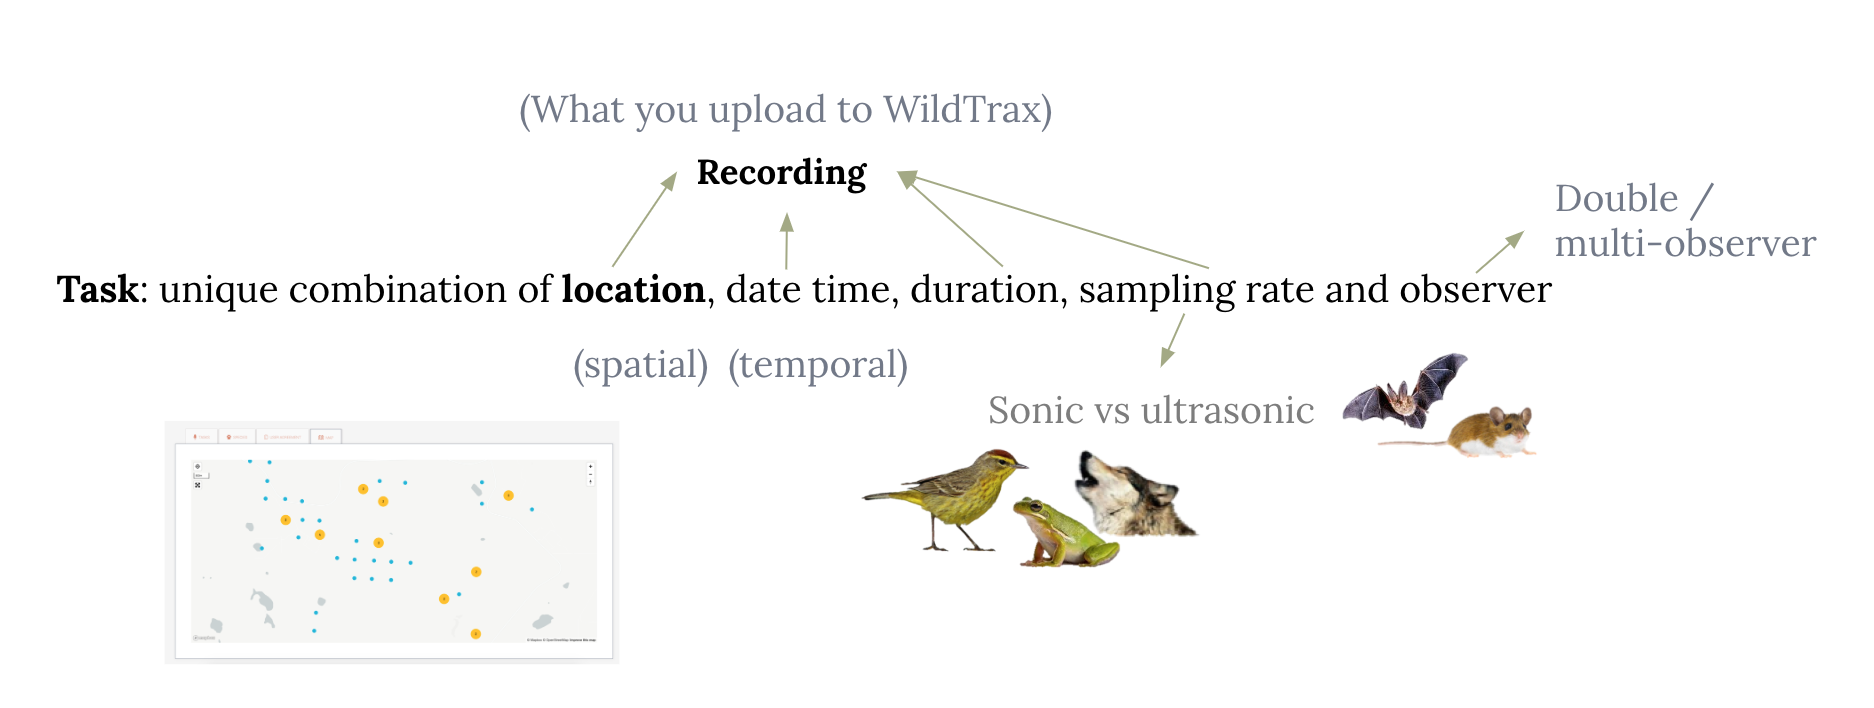 (What you upload to WildTrax)
Recording
Double /
multi-observer
Task: unique combination of location, date time, duration, sampling rate and observer
(spatial) (temporal)
Sonic vs ultrasonic